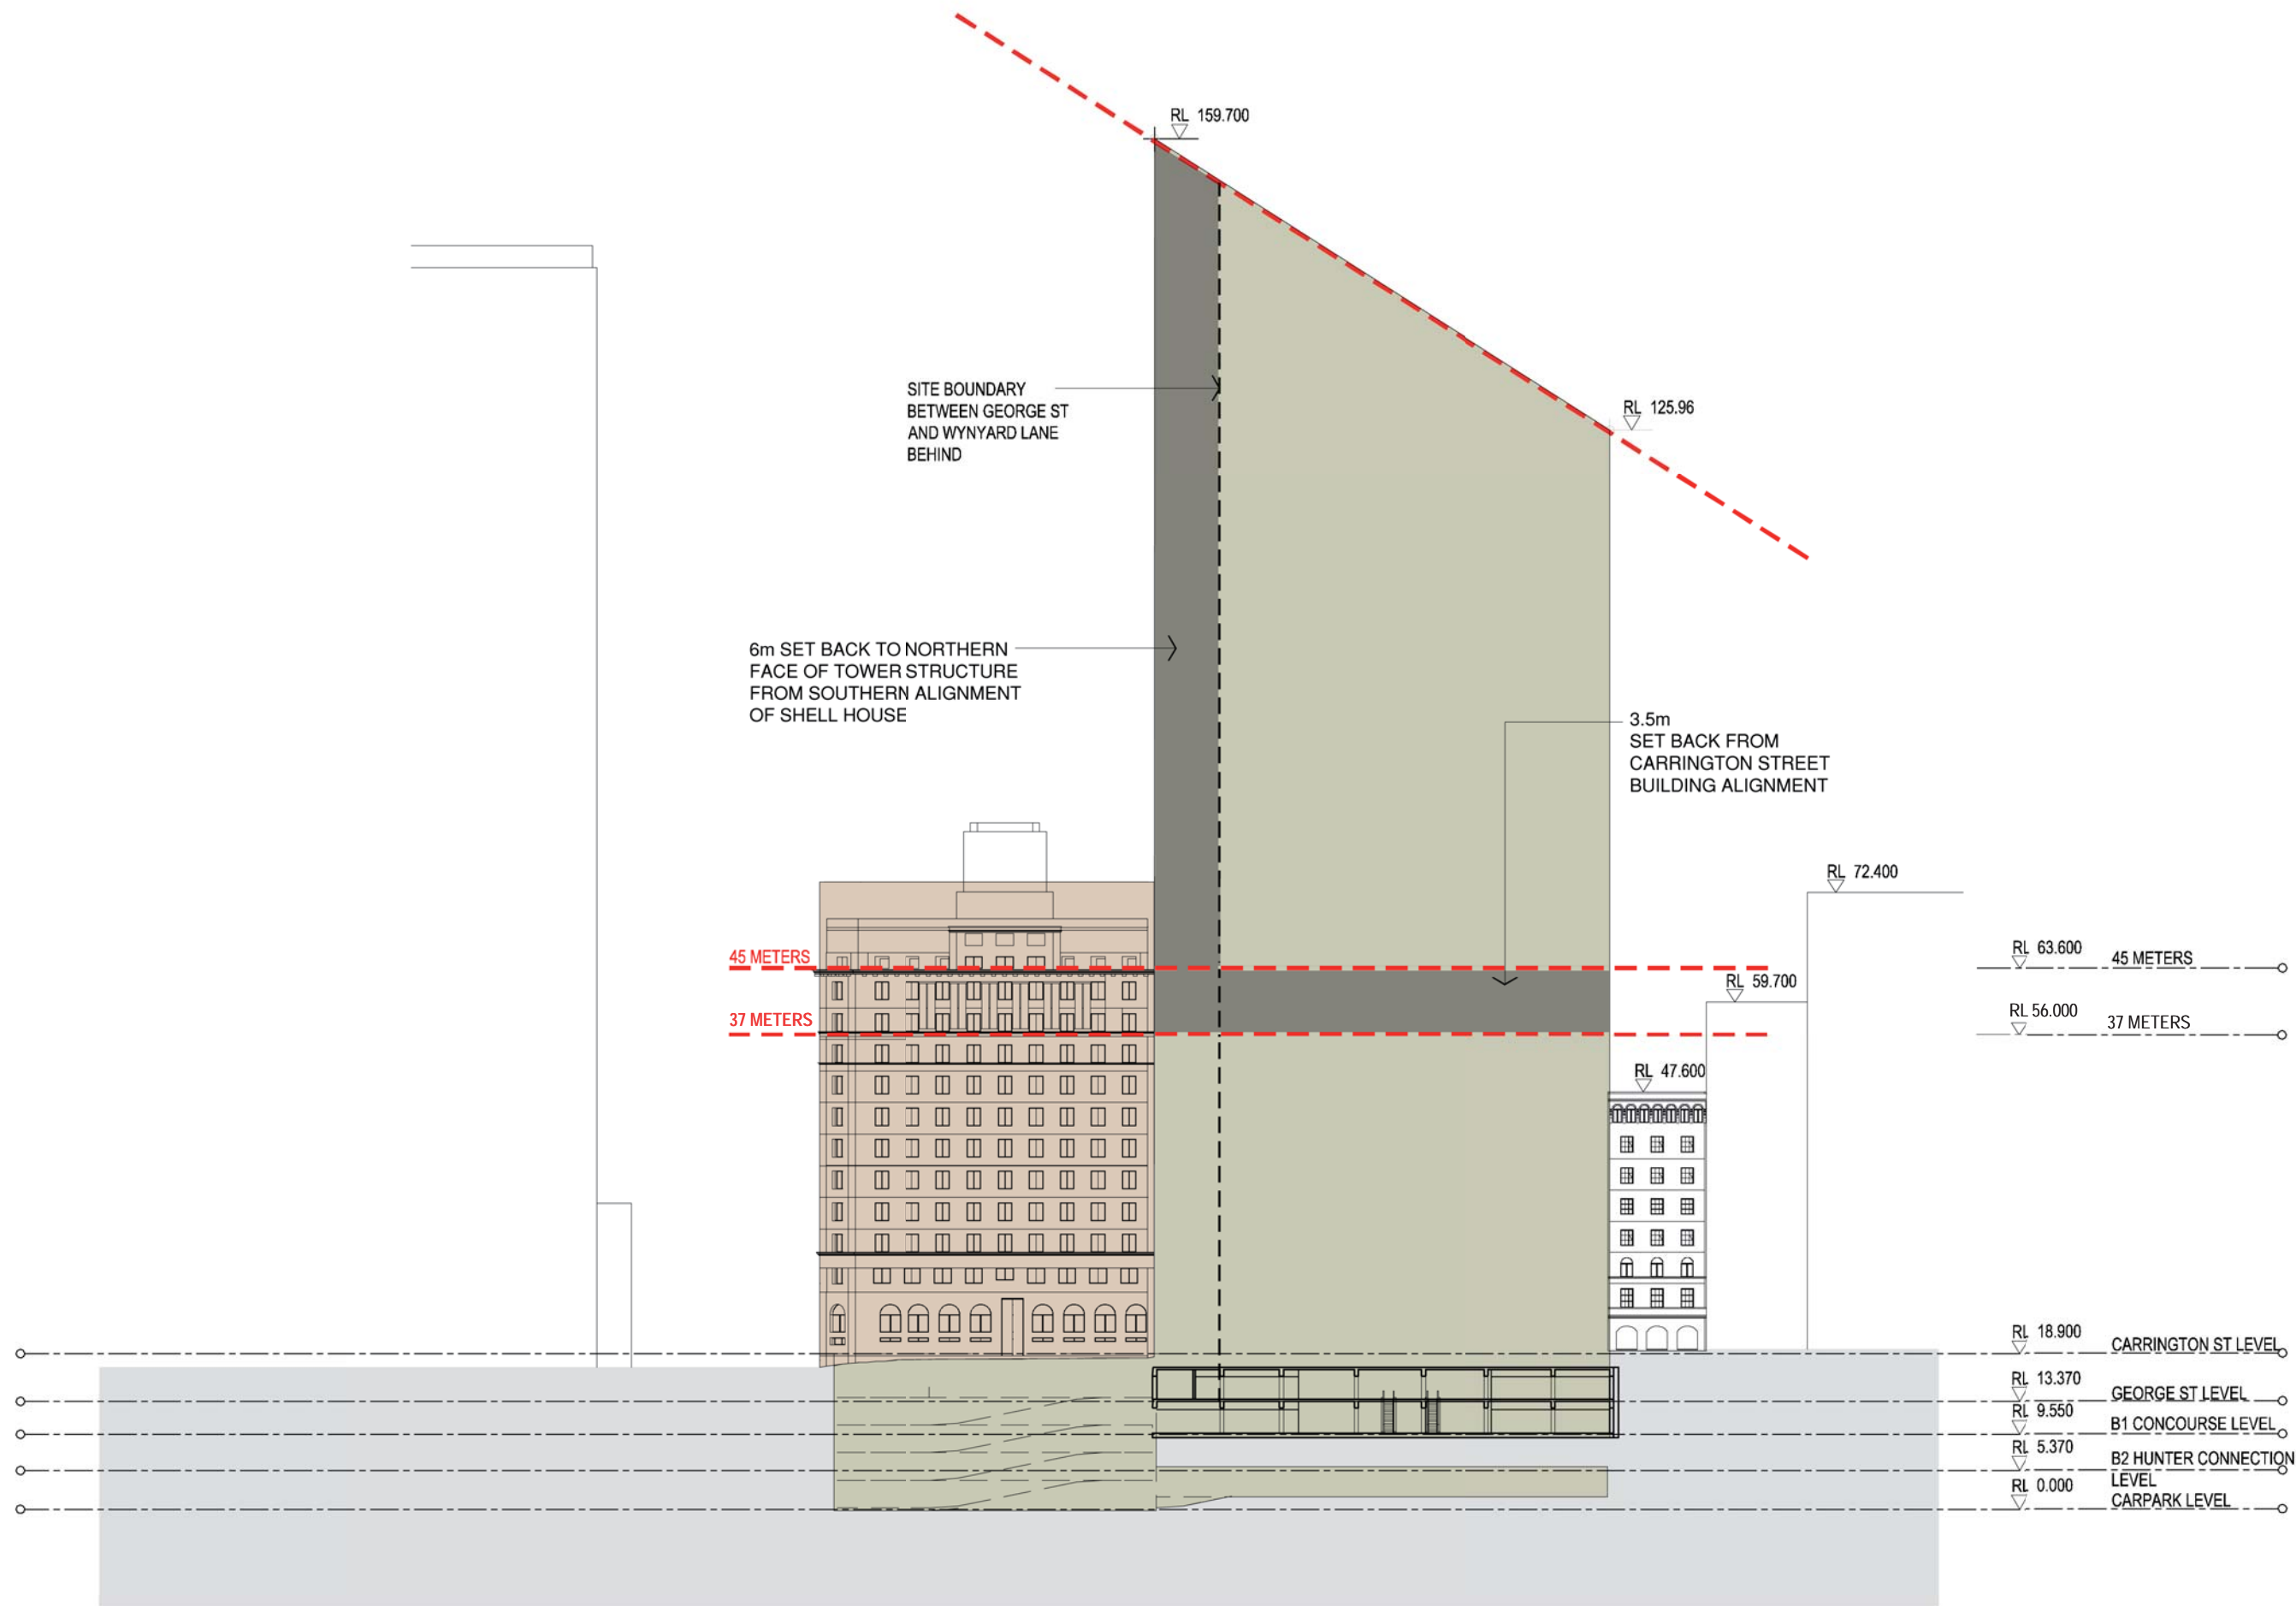 RL 159.700
SITE BOUNDARY
BETWEEN GEORGE ST
AND WYNYARD LANE
BEHIND
RL 125.96
6m SET BACK TO NORTHERN
FACE OF TOWER STRUCTURE
FROM SOUTHERN ALIGNMENT
OF SHELL HOUSE
3.5m
SET BACK FROM
CARRINGTON STREET
BUILDING ALIGNMENT
RL 72.400
45 METERS
RL 63.600
45 METERS
RL 59.700
37 METERS
RL 56.000
37 METERS
RL 47.600
RL 18.900
CARRINGTON ST LEVEL
RL 13.370
GEORGE ST LEVEL
RL 9.550
B1 CONCOURSE LEVEL
RL 5.370
B2 HUNTER CONNECTION
LEVEL
RL 0.000
CARPARK LEVEL